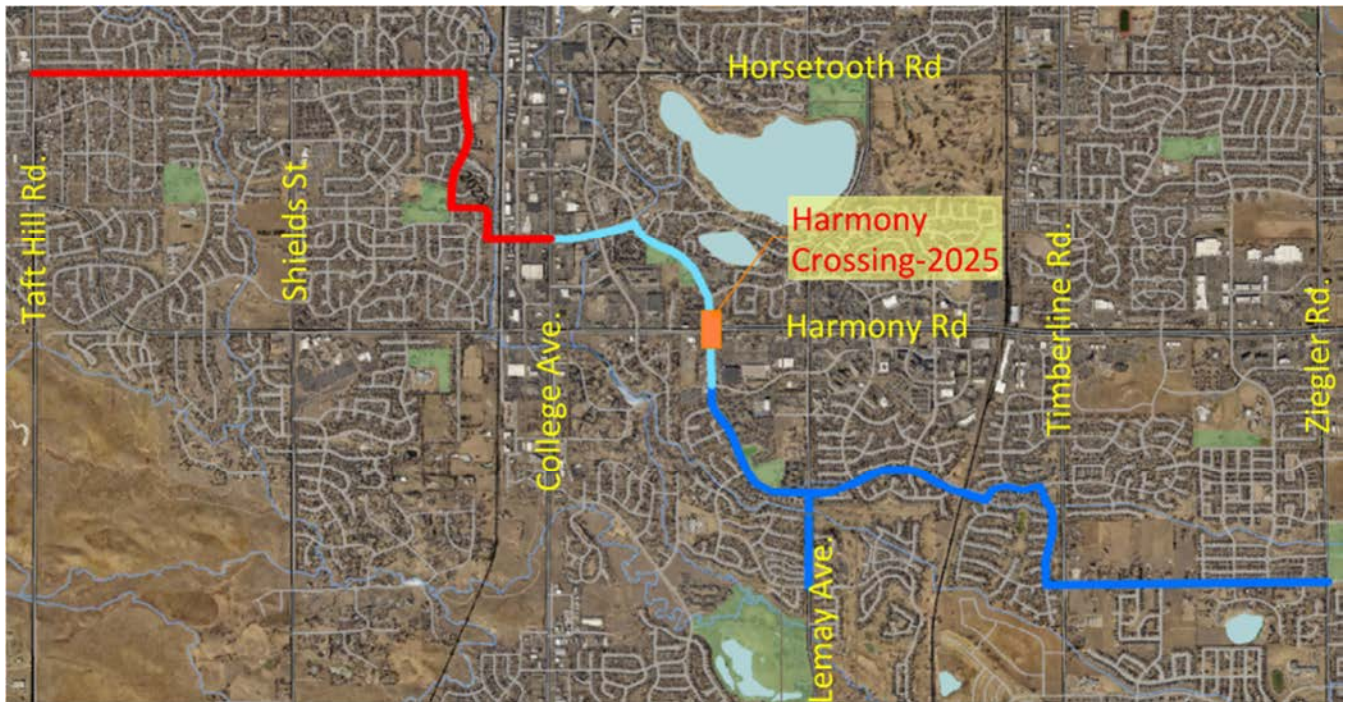 Horsetooth Rd
Taft Hill Rd.
Shields St.
Harmony
Crossing-2025
Harmony Rd
College Ave.
Timberline Rd.
Ziegler Rd.
Lemay Ave.